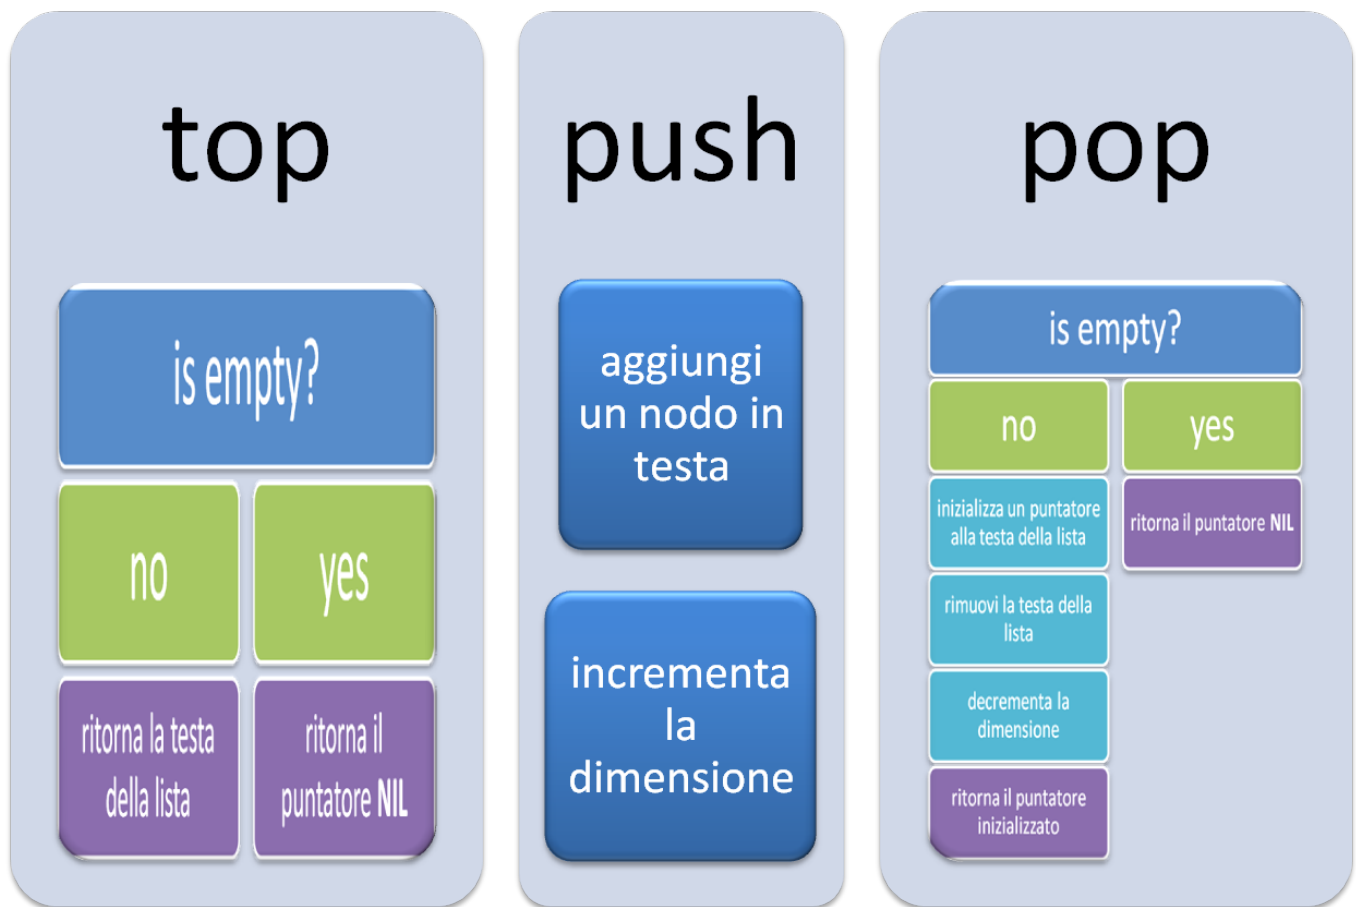 top
is empty?
no
yes
ritorna la testa
della lista
ritorna il
puntatore NIL
push
aggiungi
un nodo in
testa
incrementa
la
dimensione
pop
is empty?
no
yes
inizializza un puntatore
alla testa della lista
ritorna il puntatore NIL
rimuovi la testa della
lista
decrementa la
dimensione
ritorna il puntatore
inizializzato